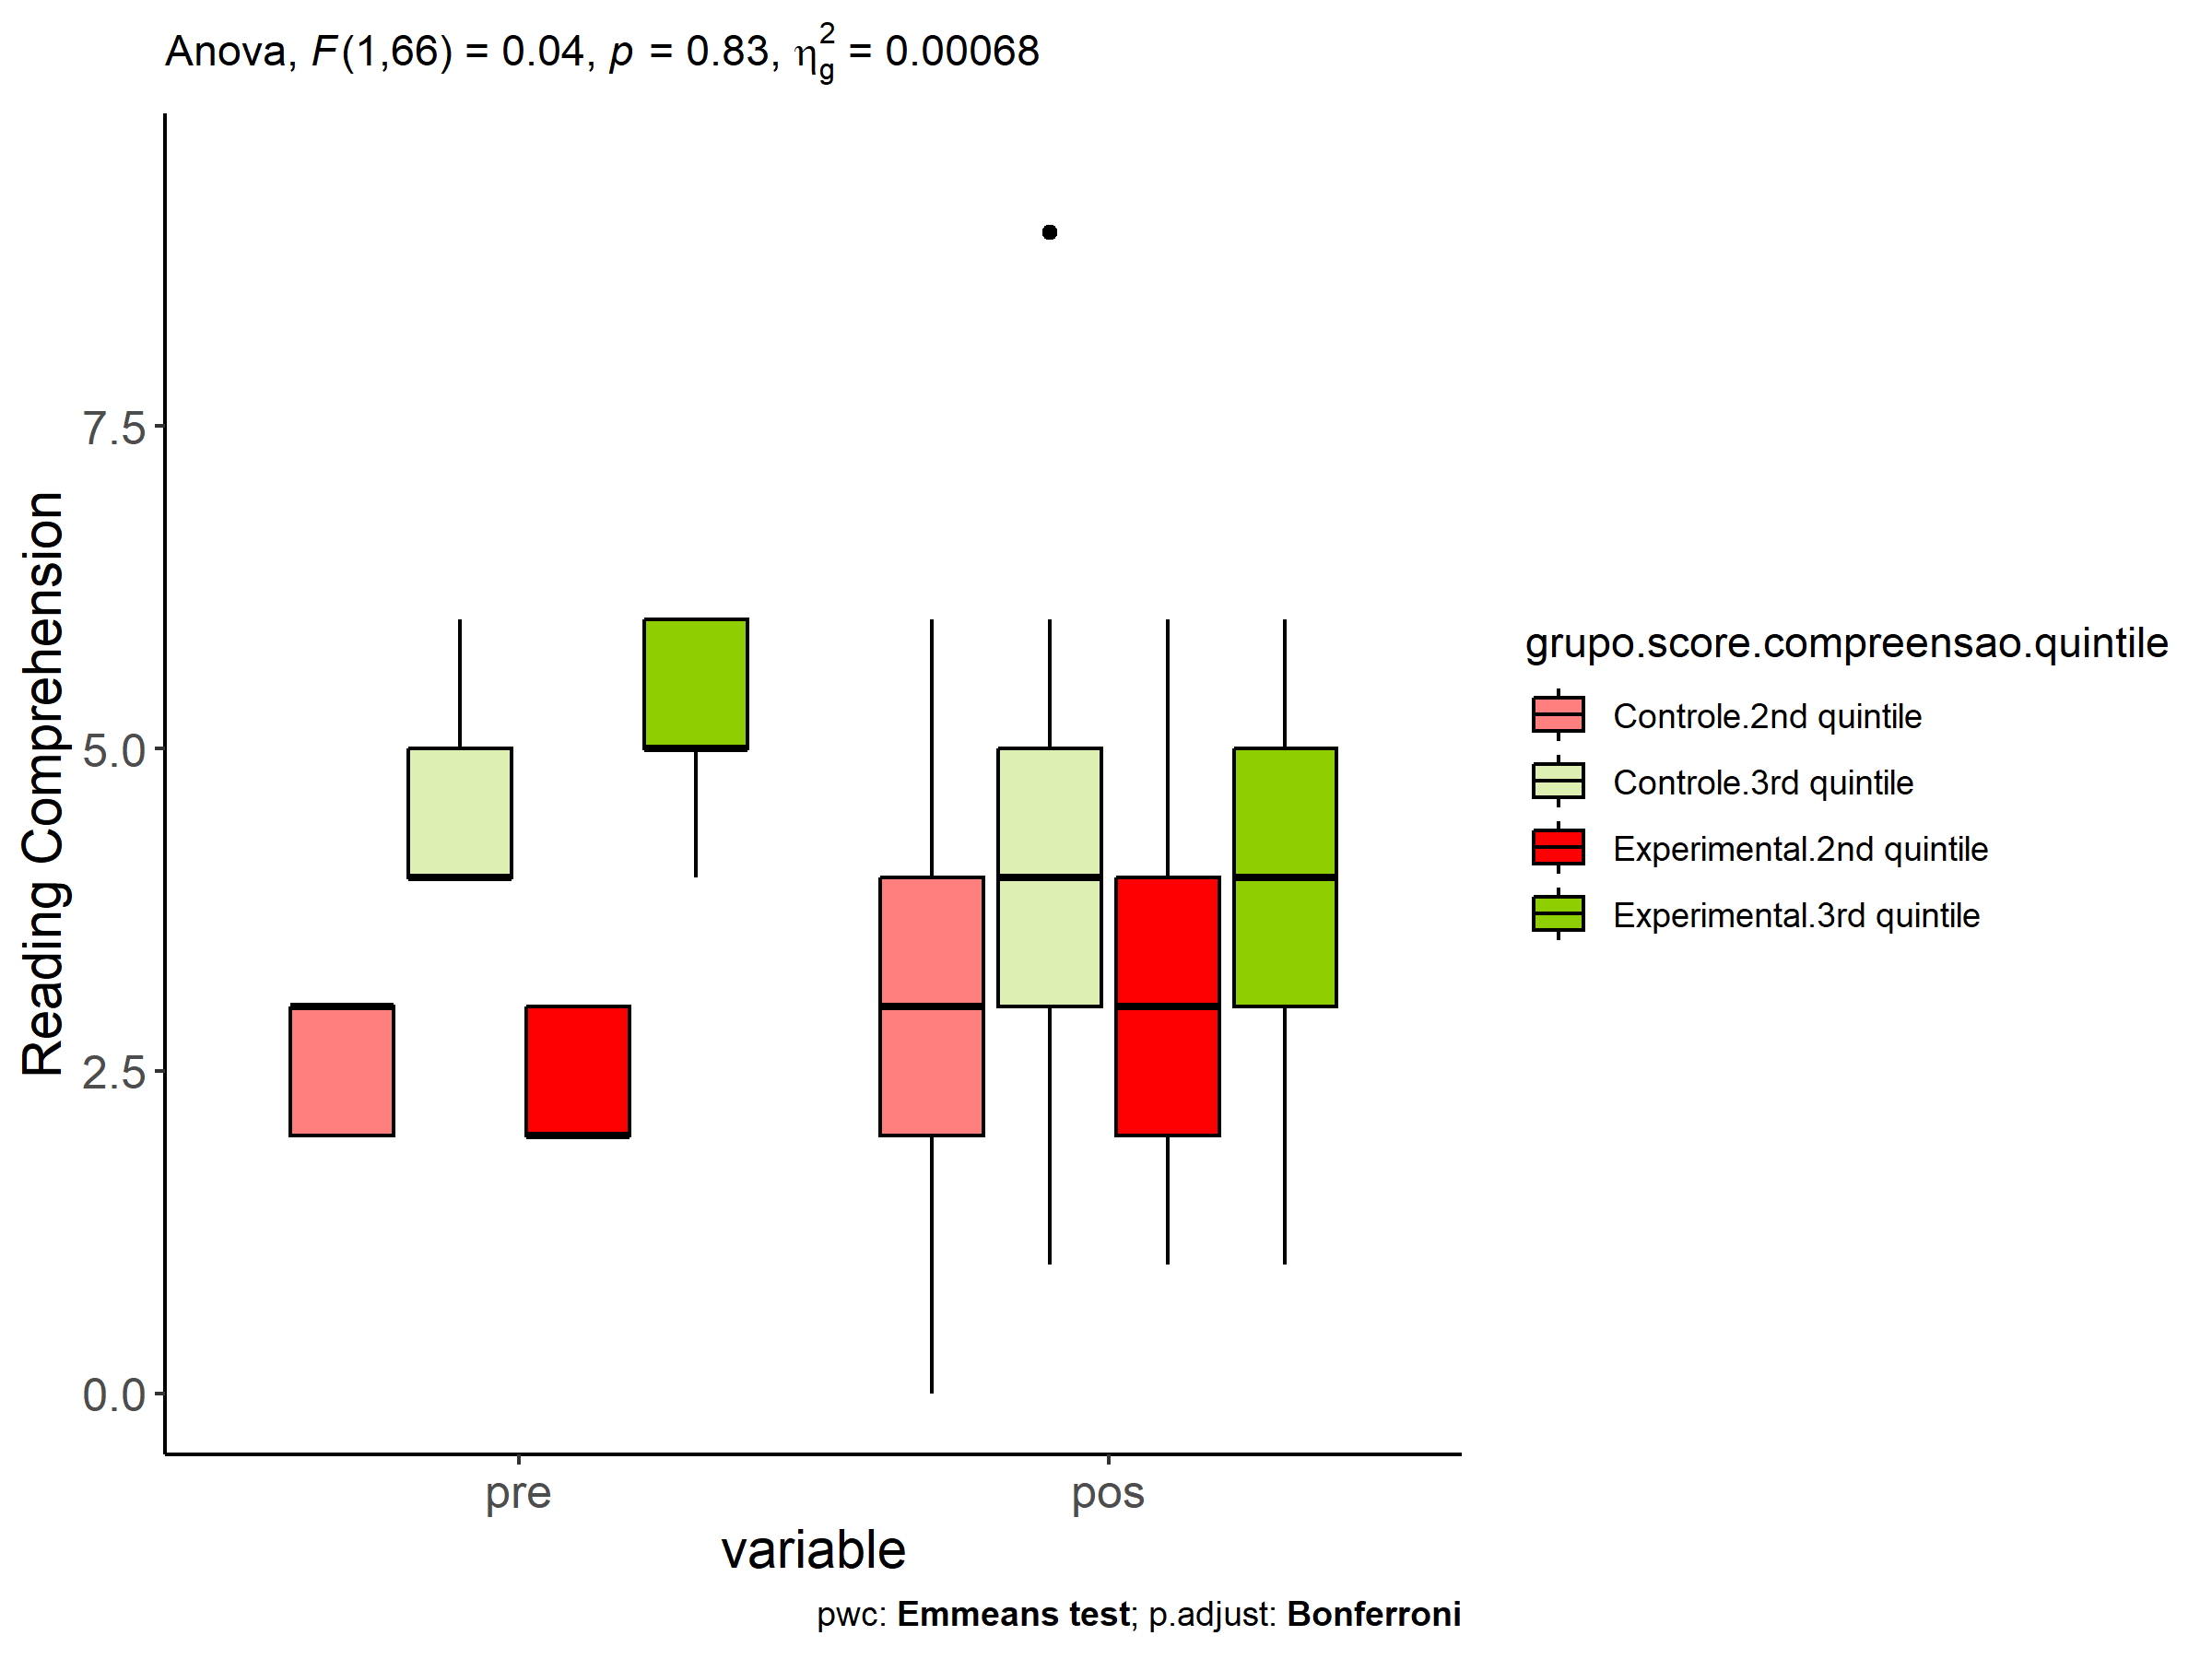 Anova, F(1,66) = 0.04, p = 0.83, η²g = 0.00068
Reading Comprehension
7.5
5.0
2.5
0.0
pre
pos
variable
grupo.score.compreensao.quintile
Controle.2nd quintile
Controle.3rd quintile
Experimental.2nd quintile
Experimental.3rd quintile
pwc: Emmeans test; p.adjust: Bonferroni